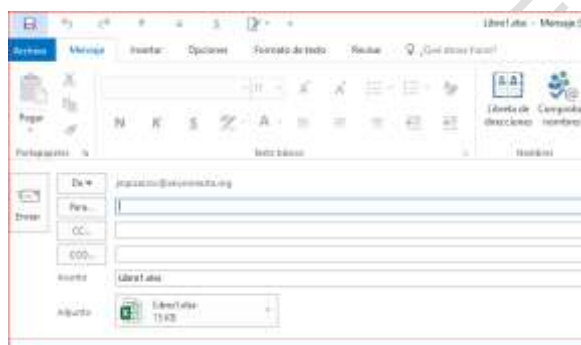 Libro1.xlsx - Mensaje
Archivo Mensaje Insertar Opciones Formato de texto Revisar ¿Qué desea hacer?
Pegar
N K S A
Libreta de direcciones
Comprobar nombres
Portapapeles Texto básico Nombres
De
Para...
CC...
CCO...
Enviar
Asunto Libro1.xlsx
Adjunto Libro1.xlsx
15 KB